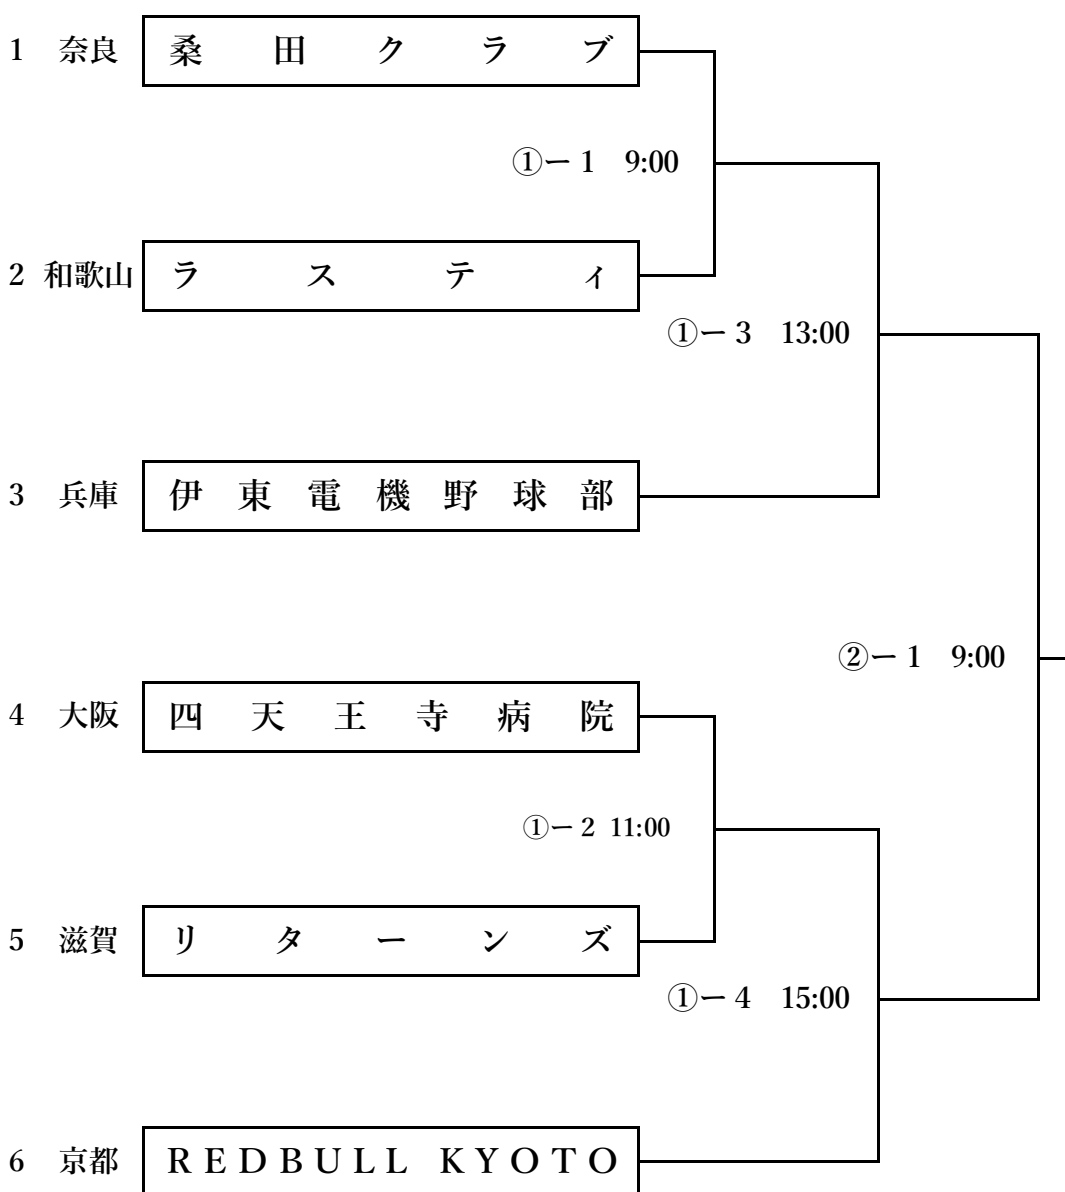 1 奈良 桑田クラブ
①ー1 9:00
2 和歌山 ラスティ
①ー3 13:00
3 兵庫 伊東電機野球部
②ー1 9:00
4 大阪 四天王寺病院
①ー2 11:00
5 滋賀 リターンズ
①ー4 15:00
6 京都 REDBULL KYOTO